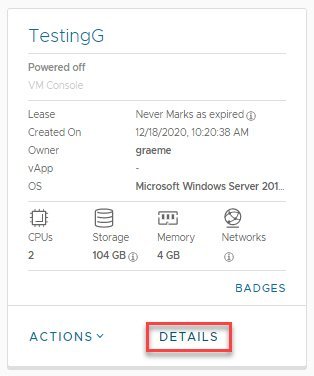 TestingG
Powered off
VM Console
Lease Never Marks as expired
Created On 12/18/2020, 10:20:38 AM
Owner graeme
vApp -
OS Microsoft Windows Server 201...
CPUs Storage Memory Networks
2 104 GB 4 GB
BADGES
ACTIONS DETAILS